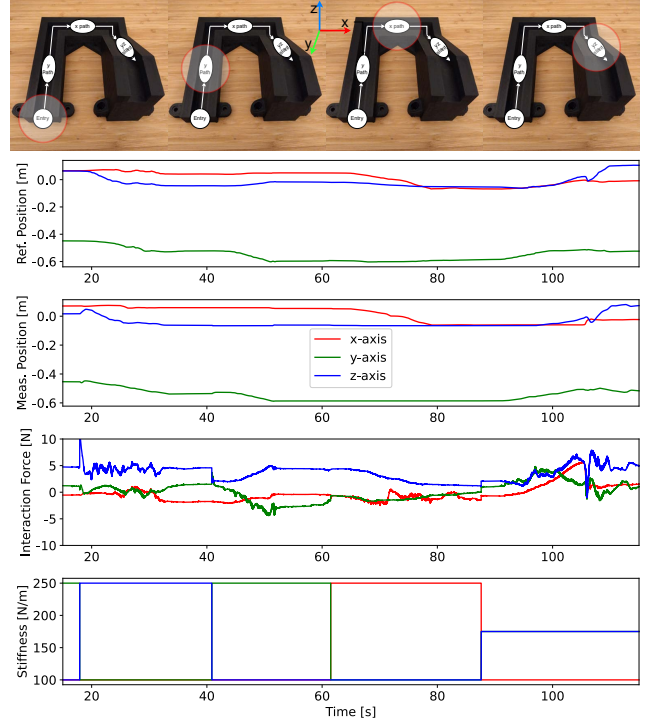 x path
y Path
Entry
yz Path
x path
y Path
Entry
yz Path
z
x
y
x path
y Path
Entry
yz
x path
y Path
Entry
yz
Ref. Position [m]
0.0
-0.2
-0.4
-0.6
20 40 60 80 100
Meas. Position [m]
0.0
-0.2
-0.4
-0.6
x-axis
y-axis
z-axis
20 40 60 80 100
Interaction Force [N]
10
5
0
-5
-10
20 40 60 80 100
Stiffness [N/m]
250
200
150
100
20 40 60 80 100
Time [s]